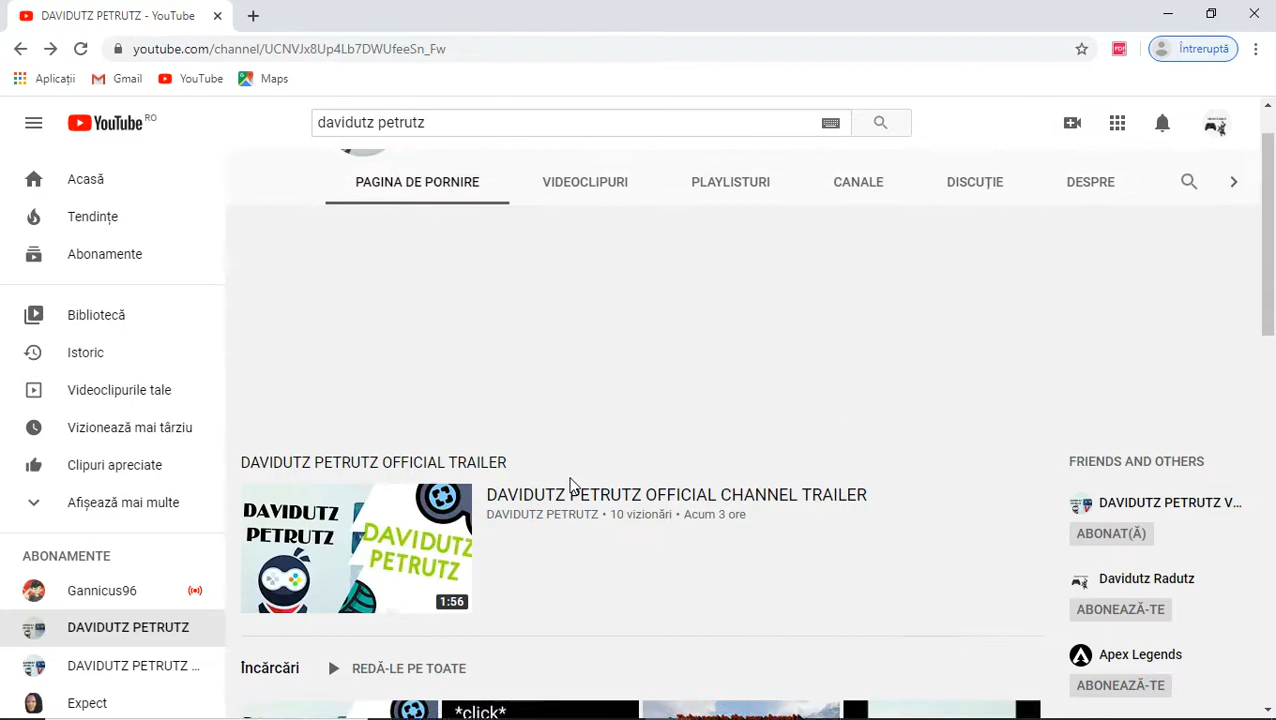 DAVIDUTZ PETRUTZ - YouTube
youtube.com/channel/UCNVJx8Up4Lb7DWUfeeSn_Fw
PDF
Întreruptă
Aplicații
Gmail
YouTube
Maps
YouTube RO
davidutz petrutz
PAGINA DE PORNIRE
VIDEOCLIPURI
PLAYLISTURI
CANALE
DISCUȚIE
DESPRE
Acasă
Tendințe
Abonamente
Bibliotecă
Istoric
Videoclipurile tale
Vizionează mai târziu
Clipuri apreciate
Afișează mai multe
ABONAMENTE
Gannicus96
DAVIDUTZ PETRUTZ
DAVIDUTZ PETRUTZ ...
Expect
DAVIDUTZ PETRUTZ OFFICIAL TRAILER
DAVIDUTZ
PETRUTZ
DAVIDUTZ
PETRUTZ
1:56
DAVIDUTZ PETRUTZ OFFICIAL CHANNEL TRAILER
DAVIDUTZ PETRUTZ • 10 vizionări • Acum 3 ore
Încărcări
REDĂ-LE PE TOATE
*click*
FRIENDS AND OTHERS
DAVIDUTZ PETRUTZ V...
ABONAT(Ă)
Davidutz Radutz
ABONEAZĂ-TE
Apex Legends
ABONEAZĂ-TE